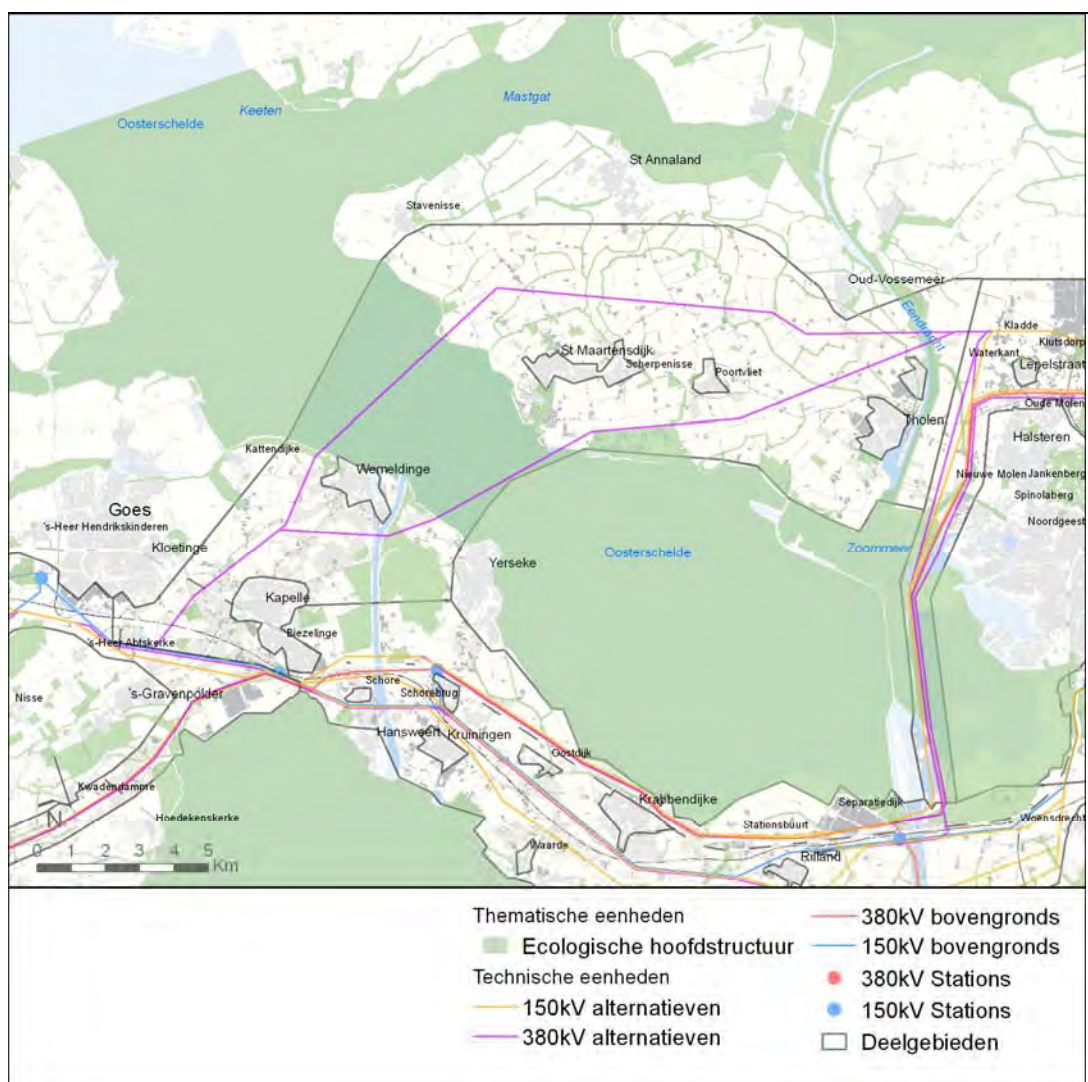 Mastgat
Keeten
Oosterschelde
St Annaland
Stavenisse
Oud-Vossemeer
Eendracht
Kladde
Klutsdorp
St Maartensdijk
Waterkant
Scherpenisse
Lepelstraat
Poortvliet
Oude Molen
Tholen
Halsteren
Kattendijke
Wemeldinge
Nieuwe Molen
Jankenberg
Spinolaberg
Goes
Noordgeest
's-Heer Hendrikskinderen
Kloetinge
Oosterschelde
Zoommeer
Yerseke
Kapelle
Biezelinge
's-Heer Abtskerke
Schore
's-Gravenpolder
Schorebrug
Nisse
Hansweert
Kruiningen
Oostdijk
Kwadendamme
Krabbendijke
Separatiedijk
N
Hoedekenskerke
Stationsbuurt
Woensdrecht
Waarde
Rilland
0 1 2 3 4 5
Km
Thematische eenheden
Ecologische hoofdstructuur
Technische eenheden
150kV alternatieven
380kV alternatieven
380kV bovengronds
150kV bovengronds
380kV Stations
150kV Stations
Deelgebieden